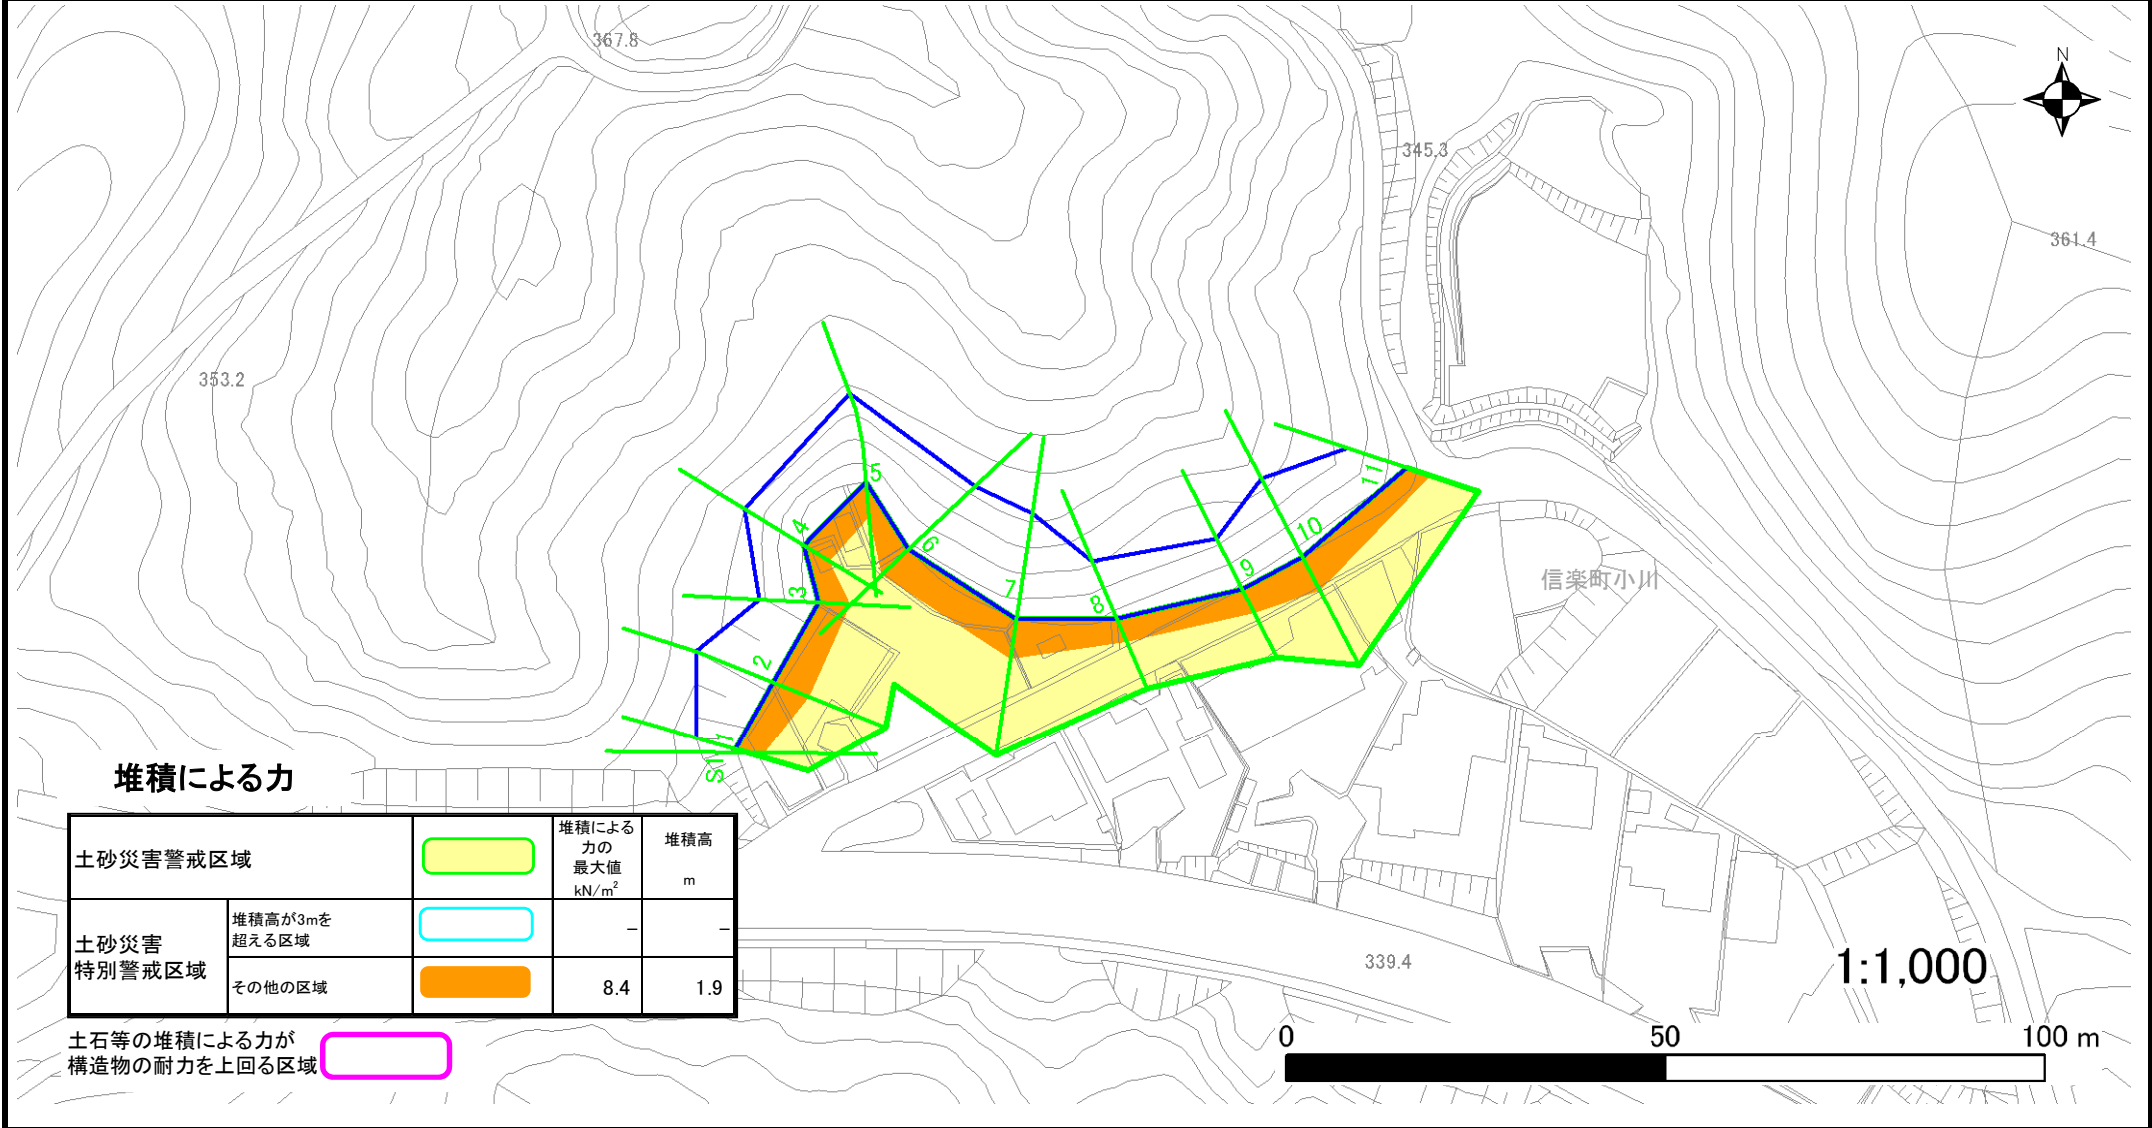 367.8
N
345.3
361.4
353.2
5
4
6
11
10
3
7
9
8
信楽町小川
2
1
堆積による力
土砂災害警戒区域
堆積による
力の
最大値
kN/m²
堆積高
m
土砂災害
特別警戒区域
堆積高が3mを
超える区域
–
–
その他の区域
8.4
1.9
339.4
1:1,000
土石等の堆積による力が
構造物の耐力を上回る区域
0
50
100 m